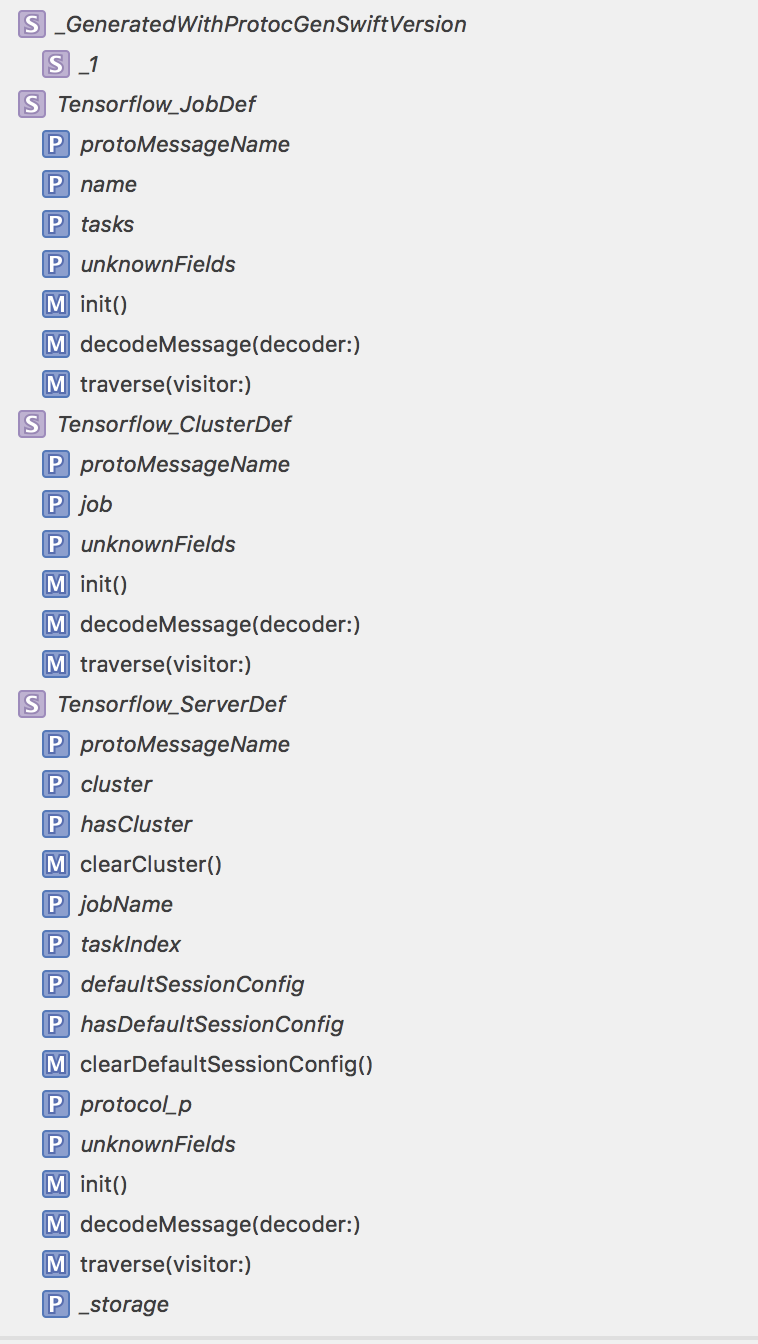 S _GeneratedWithProtocGenSwiftVersion
S _1
S Tensorflow_JobDef
P protoMessageName
P name
P tasks
P unknownFields
M init()
M decodeMessage(decoder:)
M traverse(visitor:)
S Tensorflow_ClusterDef
P protoMessageName
P job
P unknownFields
M init()
M decodeMessage(decoder:)
M traverse(visitor:)
S Tensorflow_ServerDef
P protoMessageName
P cluster
P hasCluster
M clearCluster()
P jobName
P taskIndex
P defaultSessionConfig
P hasDefaultSessionConfig
M clearDefaultSessionConfig()
P protocol_p
P unknownFields
M init()
M decodeMessage(decoder:)
M traverse(visitor:)
P _storage